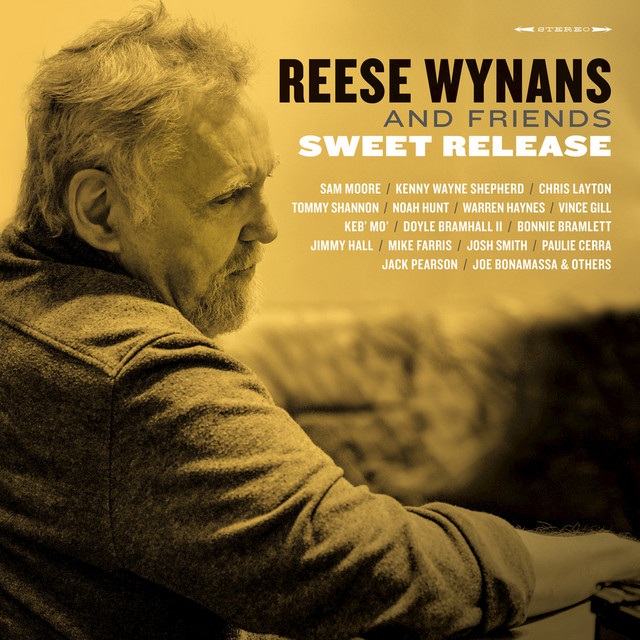 STEREO
REESE WYNANS
AND FRIENDS
SWEET RELEASE
SAM MOORE / KENNY WAYNE SHEPHERD / CHRIS LAYTON
TOMMY SHANNON / NOAH HUNT / WARREN HAYNES / VINCE GILL
KEB' MO' / DOYLE BRAMHALL II / BONNIE BRAMLETT
JIMMY HALL / MIKE FARRIS / JOSH SMITH / PAULIE CERRA
JACK PEARSON / JOE BONAMASSA & OTHERS